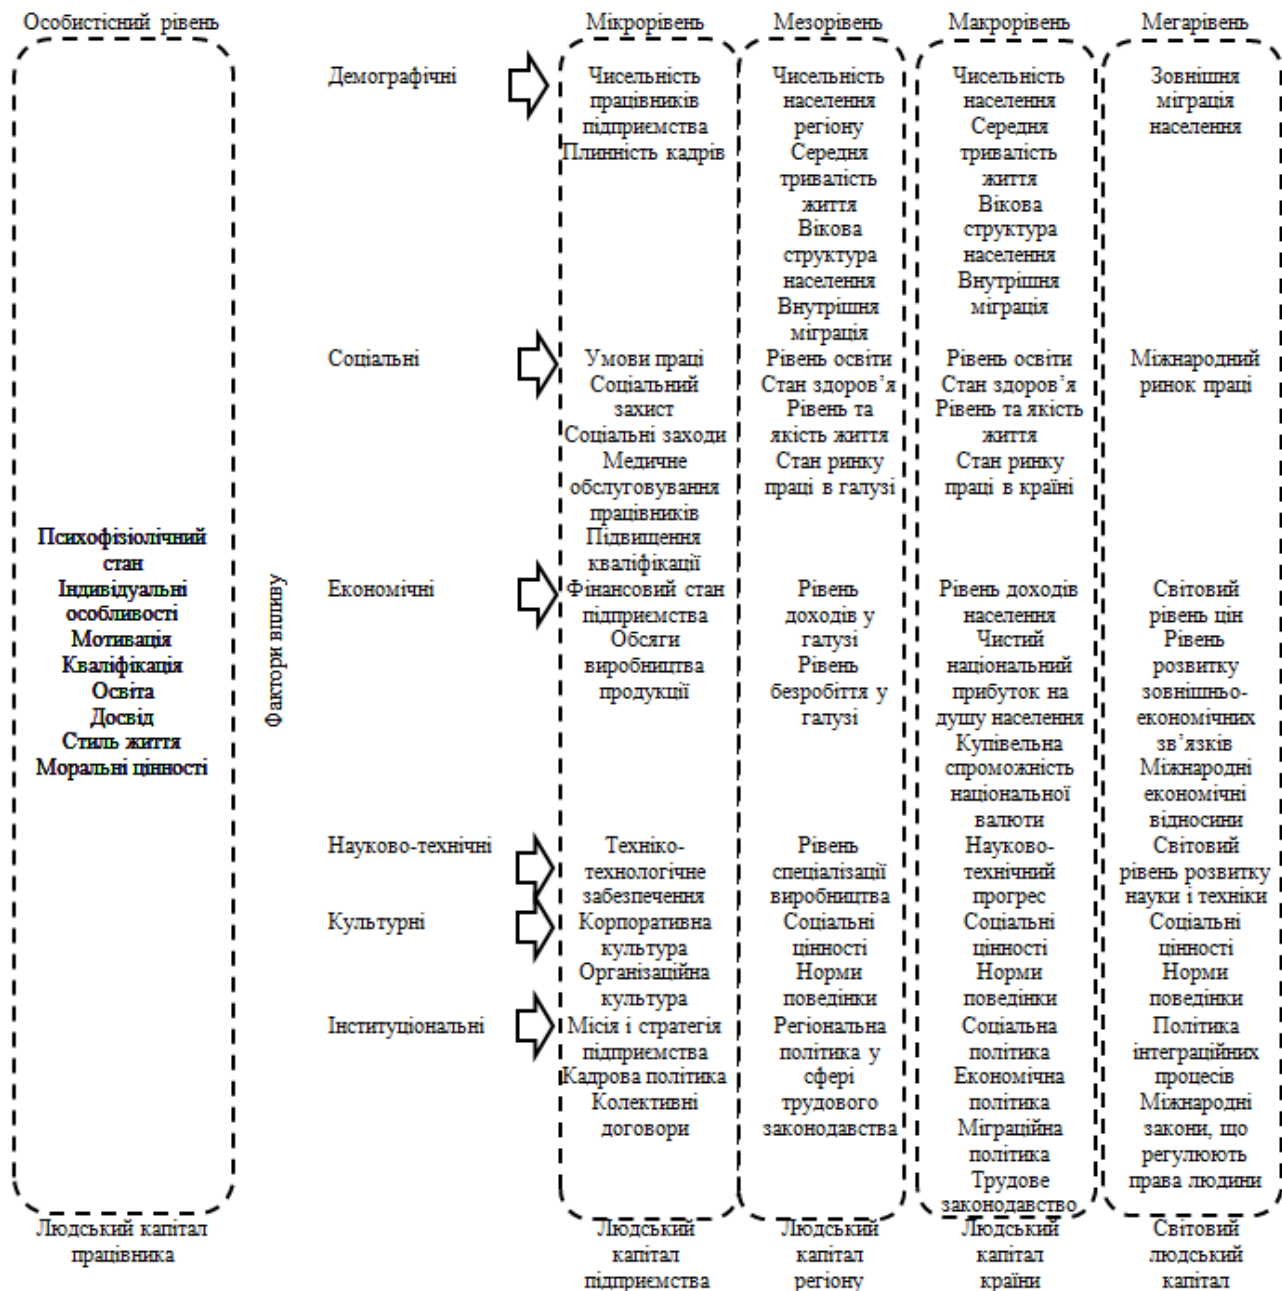 Особистісний рівень
Психофізіолічний
стан
Індивідуальні
особливості
Мотивація
Кваліфікація
Освіта
Досвід
Стиль життя
Моральні цінності
Людський капітал
працівника
Фактори впливу
Демографічні
Соціальні
Економічні
Науково-технічні
Культурні
Інституціональні
Мікрорівень
Чисельність
працівників
підприємства
Плинність кадрів
Умови праці
Соціальний
захист
Соціальні заходи
Медичне
обслуговування
працівників
Підвищення
кваліфікації
Фінансовий стан
підприємства
Обсяги
виробництва
продукції
Техніко-
технологічне
забезпечення
Корпоративна
культура
Організаційна
культура
Місія і стратегія
підприємства
Кадрова політика
Колективні
договори
Людський
капітал
підприємства
Мезорівень
Чисельність
населення
регіону
Середня
тривалість
життя
Вікова
структура
населення
Внутрішня
міграція
Рівень освіти
Стан здоров’я
Рівень та
якість життя
Стан ринку
праці в галузі
Рівень
доходів у
галузі
Рівень
безробіття у
галузі
Рівень
спеціалізації
виробництва
Соціальні
цінності
Норми
поведінки
Регіональна
політика у
сфері
трудового
законодавства
Людський
капітал
регіону
Макрорівень
Чисельність
населення
Середня
тривалість
життя
Вікова
структура
населення
Внутрішня
міграція
Рівень освіти
Стан здоров’я
Рівень та якість
життя
Стан ринку
праці в країні
Рівень доходів
населення
Чистий
національний
прибуток на
душу населення
Купівельна
спроможність
національної
валюти
Науково-
технічний
прогрес
Соціальні
цінності
Норми
поведінки
Соціальна
політика
Економічна
політика
Міграційна
політика
Трудове
законодавство
Людський
капітал
країни
Мегарівень
Зовнішня
міграція
населення
Міжнародний
ринок праці
Світовий
рівень цін
Рівень
розвитку
зовнішньо-
економічних
зв’язків
Міжнародні
економічні
відносини
Світовий
рівень розвитку
науки і техніки
Соціальні
цінності
Норми
поведінки
Політика
інтеграційних
процесів
Міжнародні
закони, що
регулюють
права людини
Світовий
людський
капітал